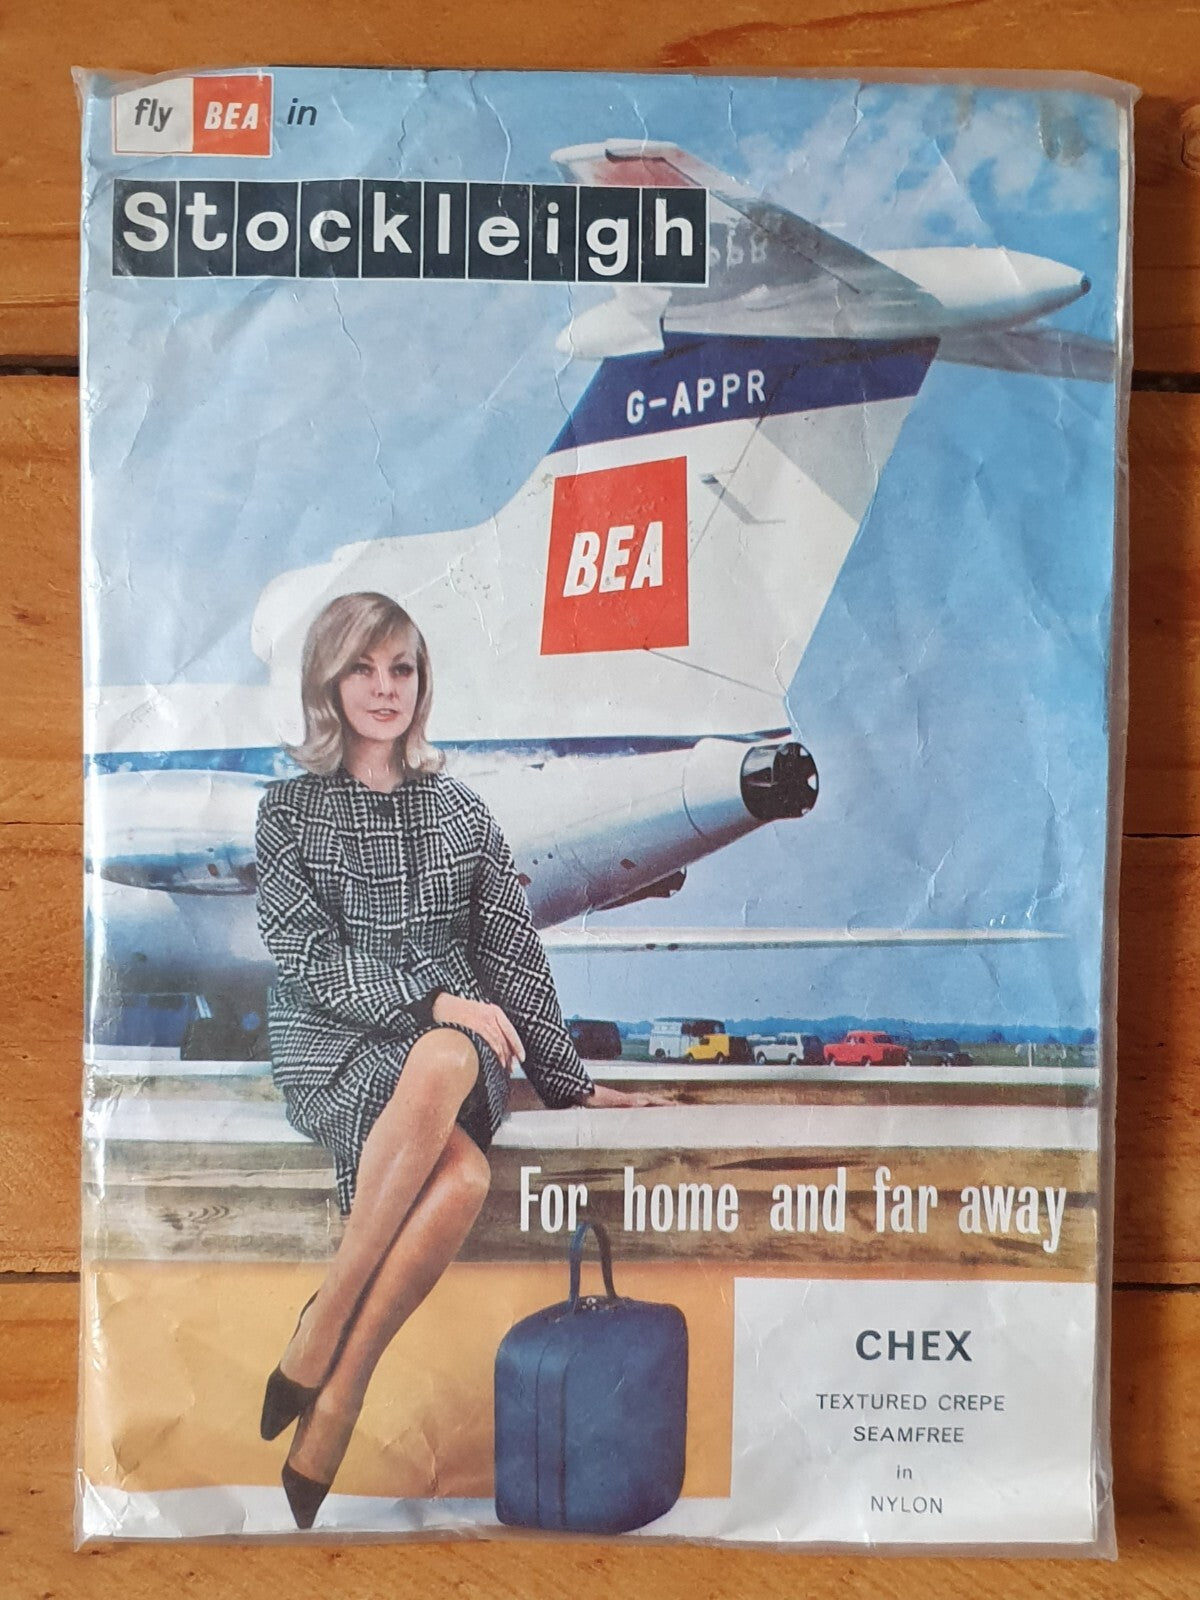 fly BEA in
Stockleigh
G-APPR
BEA
For home and far away
CHEX
TEXTURED CREPE
SEAMFREE
in
NYLON